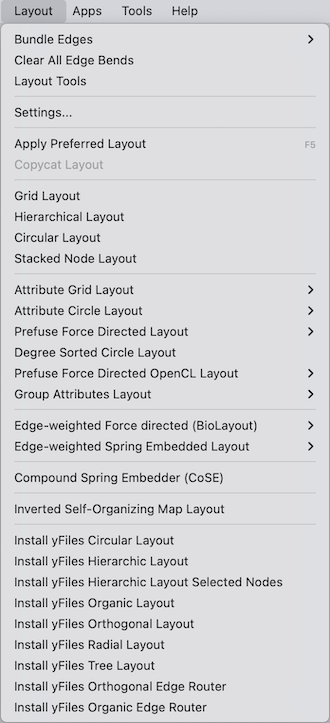 Layout Apps Tools Help
Bundle Edges
Clear All Edge Bends
Layout Tools
Settings...
Apply Preferred Layout F5
Copycat Layout
Grid Layout
Hierarchical Layout
Circular Layout
Stacked Node Layout
Attribute Grid Layout
Attribute Circle Layout
Prefuse Force Directed Layout
Degree Sorted Circle Layout
Prefuse Force Directed OpenCL Layout
Group Attributes Layout
Edge-weighted Force directed (BioLayout)
Edge-weighted Spring Embedded Layout
Compound Spring Embedder (CoSE)
Inverted Self-Organizing Map Layout
Install yFiles Circular Layout
Install yFiles Hierarchic Layout
Install yFiles Hierarchic Layout Selected Nodes
Install yFiles Organic Layout
Install yFiles Orthogonal Layout
Install yFiles Radial Layout
Install yFiles Tree Layout
Install yFiles Orthogonal Edge Router
Install yFiles Organic Edge Router